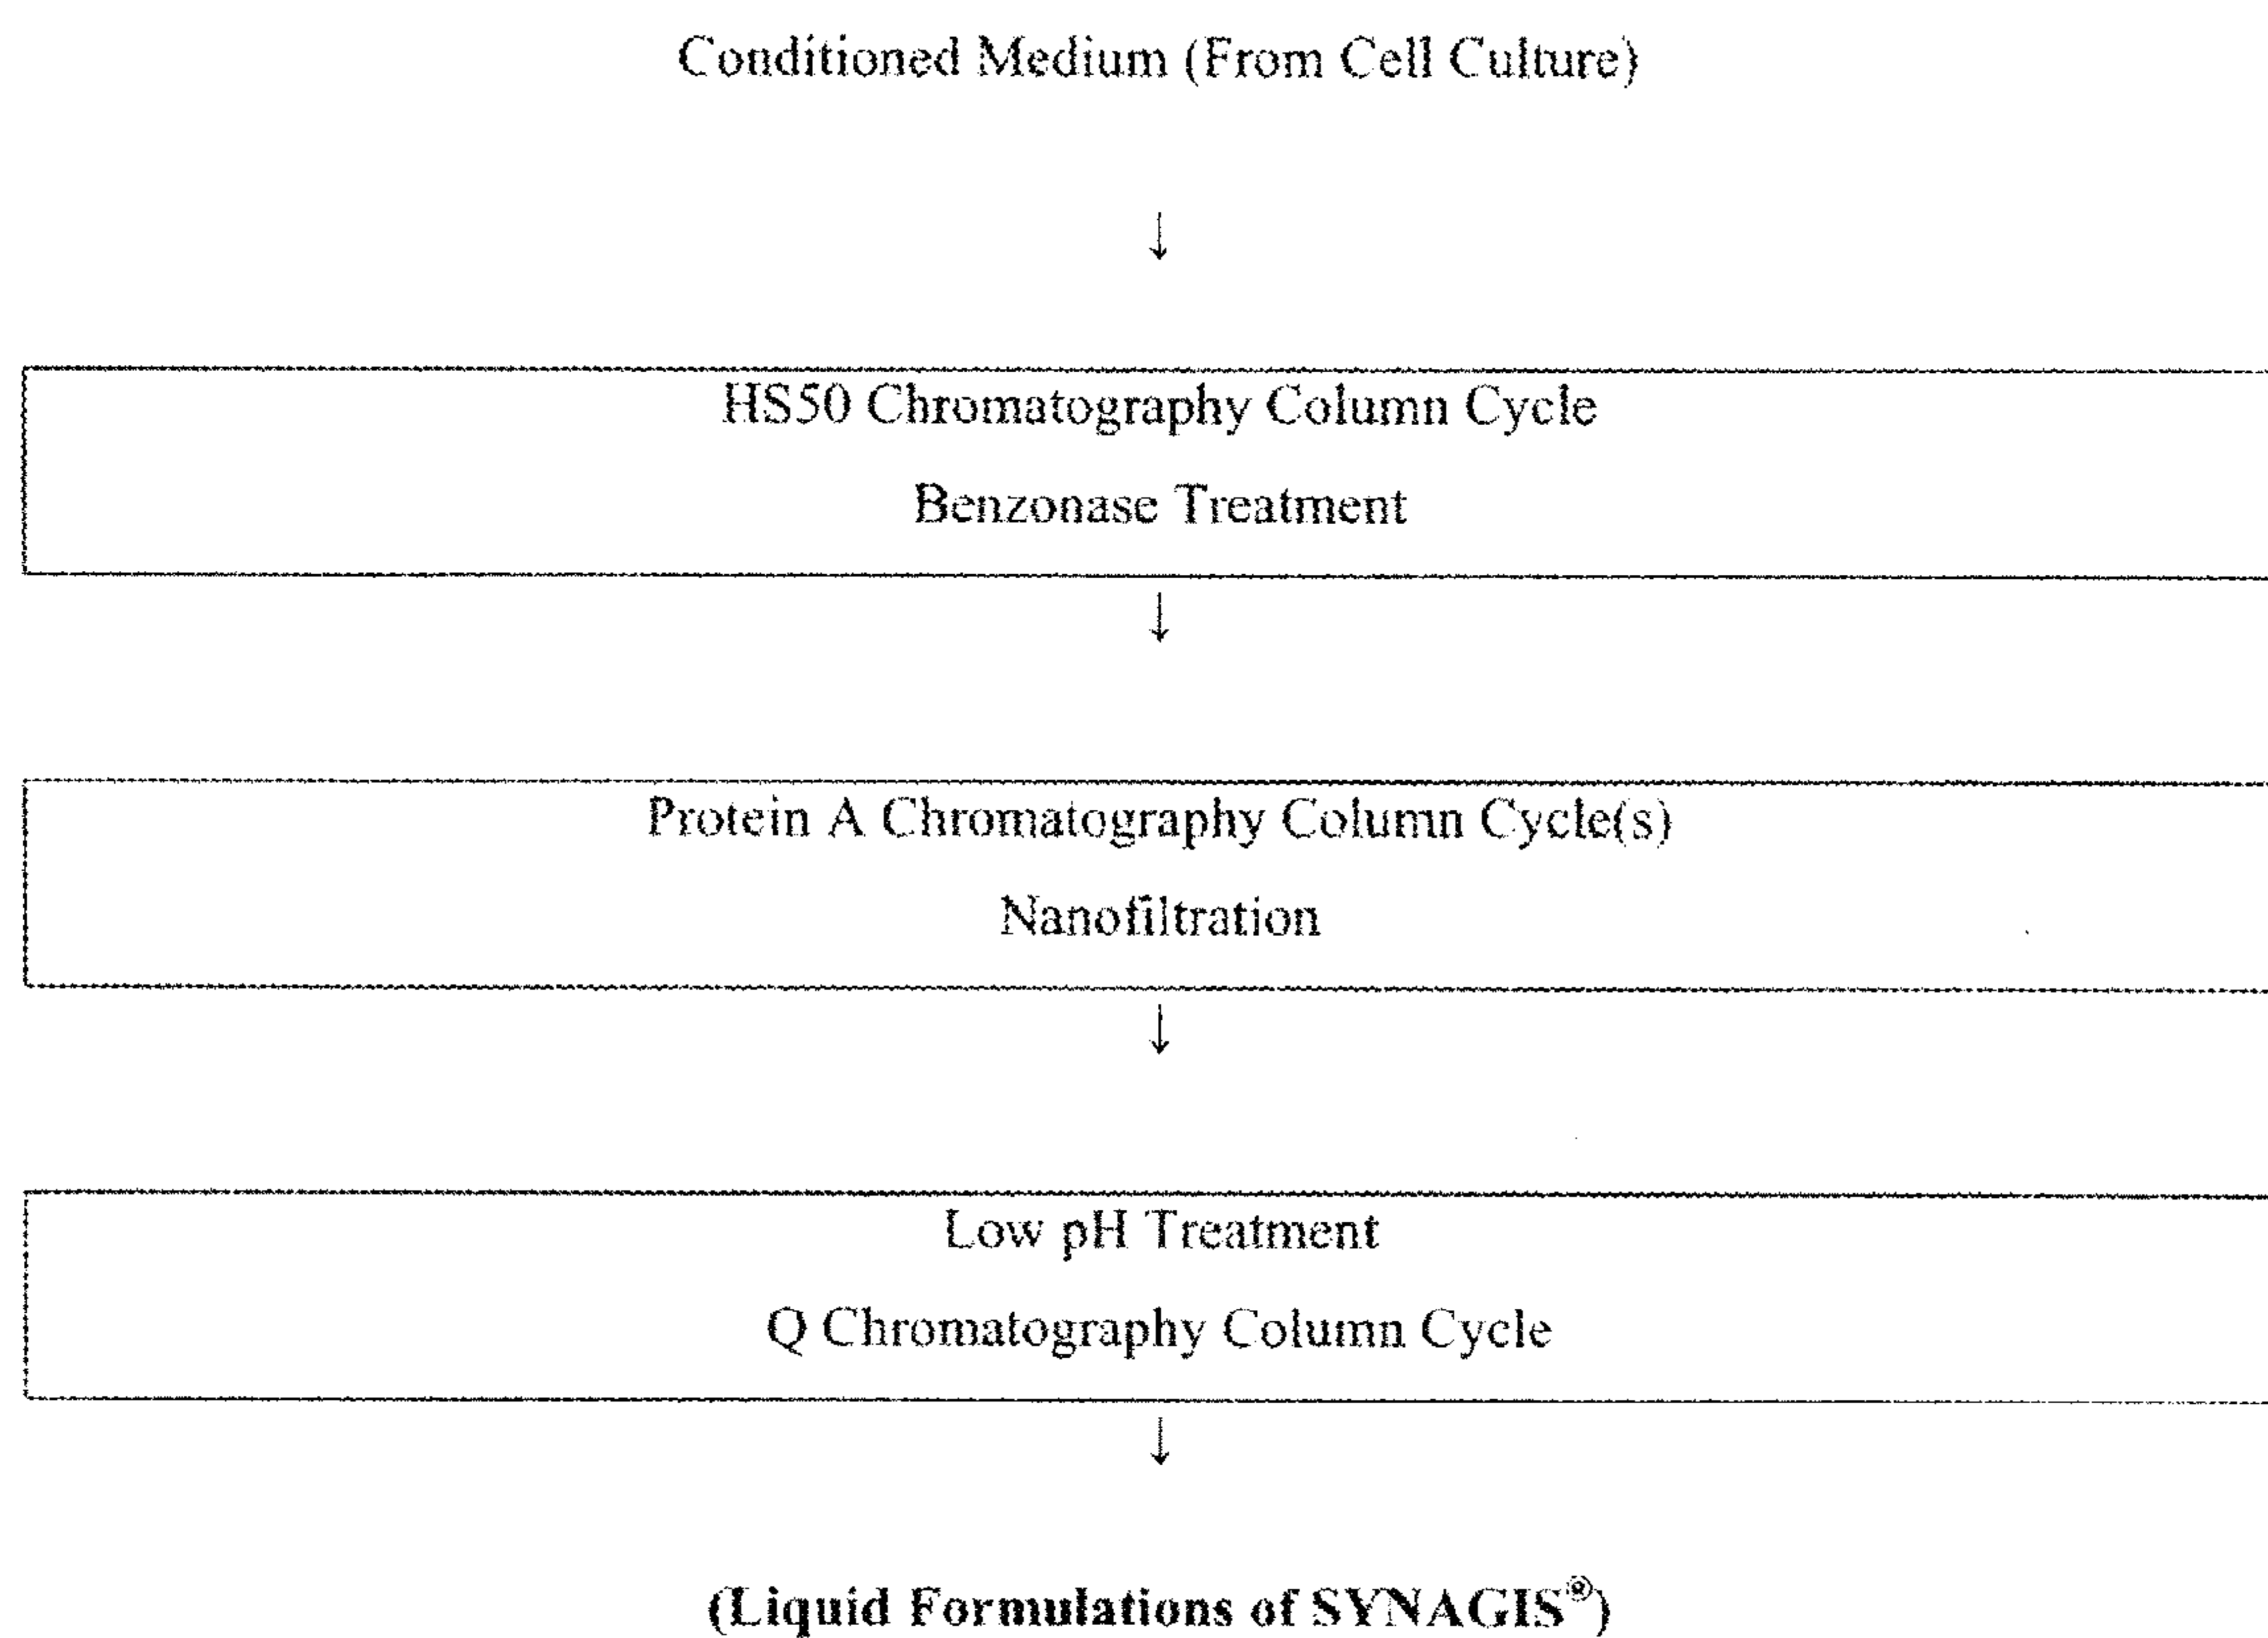 Conditioned Medium (From Cell Culture)
↓
HS50 Chromatography Column Cycle
Benzonase Treatment
↓
Protein A Chromatography Column Cycle(s)
Nanofiltration
↓
Low pH Treatment
Q Chromatography Column Cycle
↓
(Liquid Formulations of SYNAGIS®)